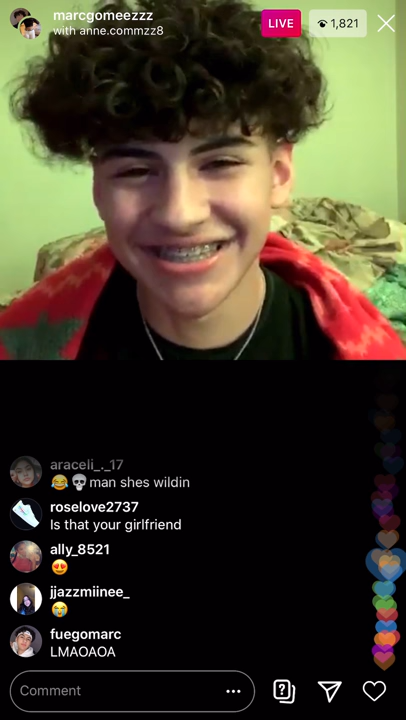 marcgomeezzz
with anne.commzz8
LIVE
1,821
araceli_._17
😂💀man shes wildin
roselove2737
Is that your girlfriend
ally_8521
😍
jjazzmiinee_
😭
fuegomarc
LMAOAOA
Comment